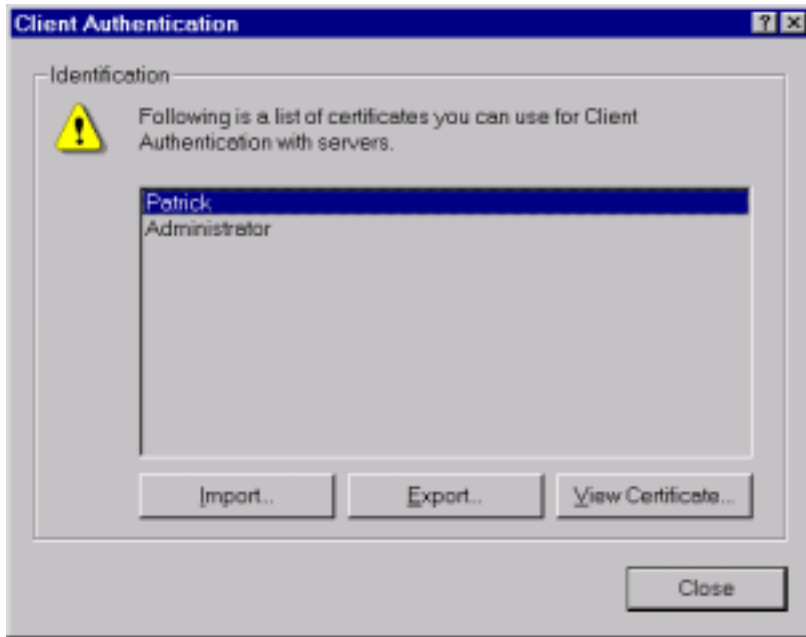 Client Authentication
Identification
Following is a list of certificates you can use for Client
Authentication with servers.
Patrick
Administrator
Import...
Export...
View Certificate...
Close